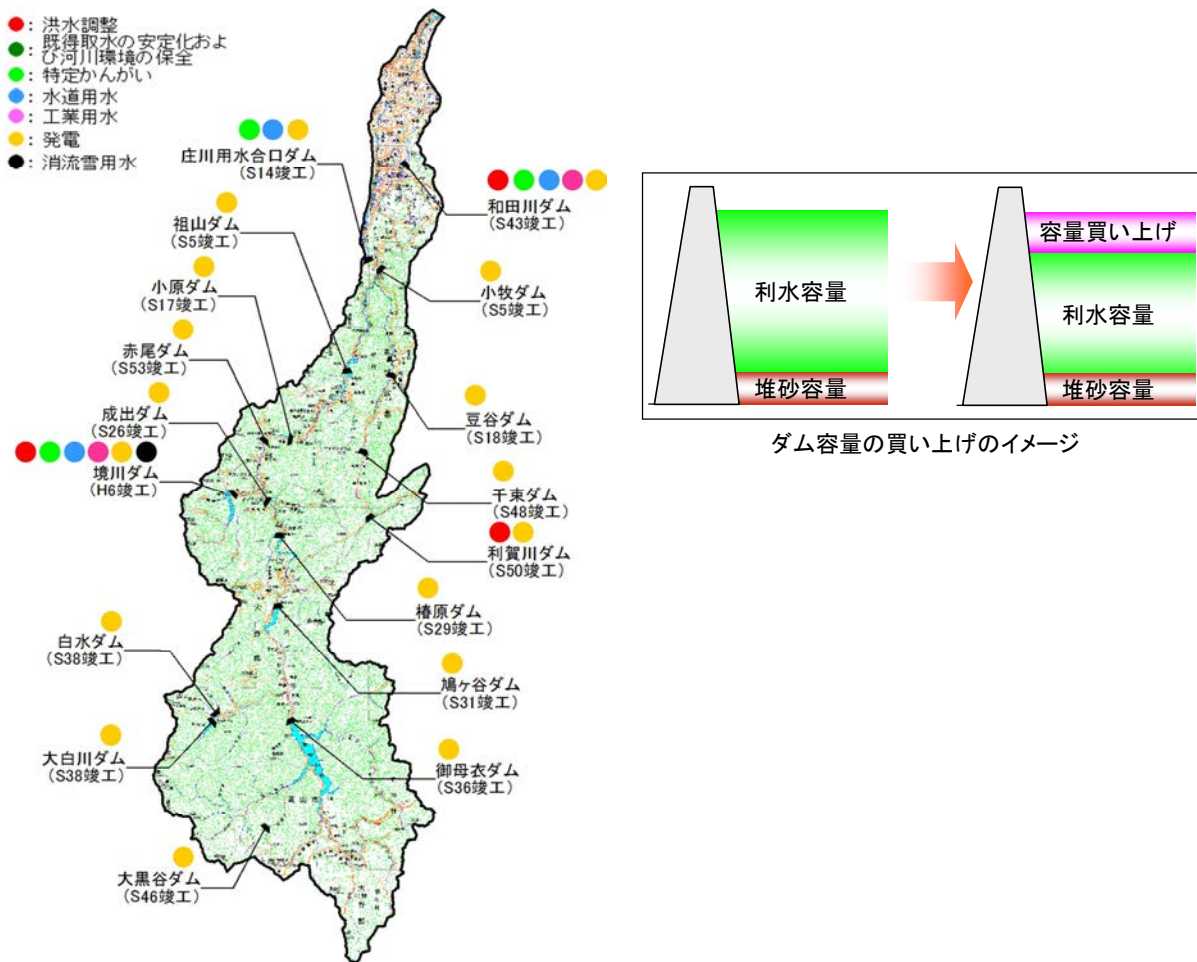 ：洪水調整
：既得取水の安定化およ
び河川環境の保全
：特定かんがい
：水道用水
：工業用水
：発電
：消流雪用水
庄川用水合口ダム
(S14竣工)
和田川ダム
(S43竣工)
祖山ダム
(S5竣工)
小牧ダム
(S5竣工)
小原ダム
(S17竣工)
赤尾ダム
(S53竣工)
豆谷ダム
(S18竣工)
成出ダム
(S26竣工)
境川ダム
(H6竣工)
千束ダム
(S48竣工)
利賀川ダム
(S50竣工)
椿原ダム
(S29竣工)
白水ダム
(S38竣工)
鳩ヶ谷ダム
(S31竣工)
大白川ダム
(S38竣工)
御母衣ダム
(S36竣工)
大黒谷ダム
(S46竣工)
利水容量
堆砂容量
容量買い上げ
利水容量
堆砂容量
ダム容量の買い上げのイメージ